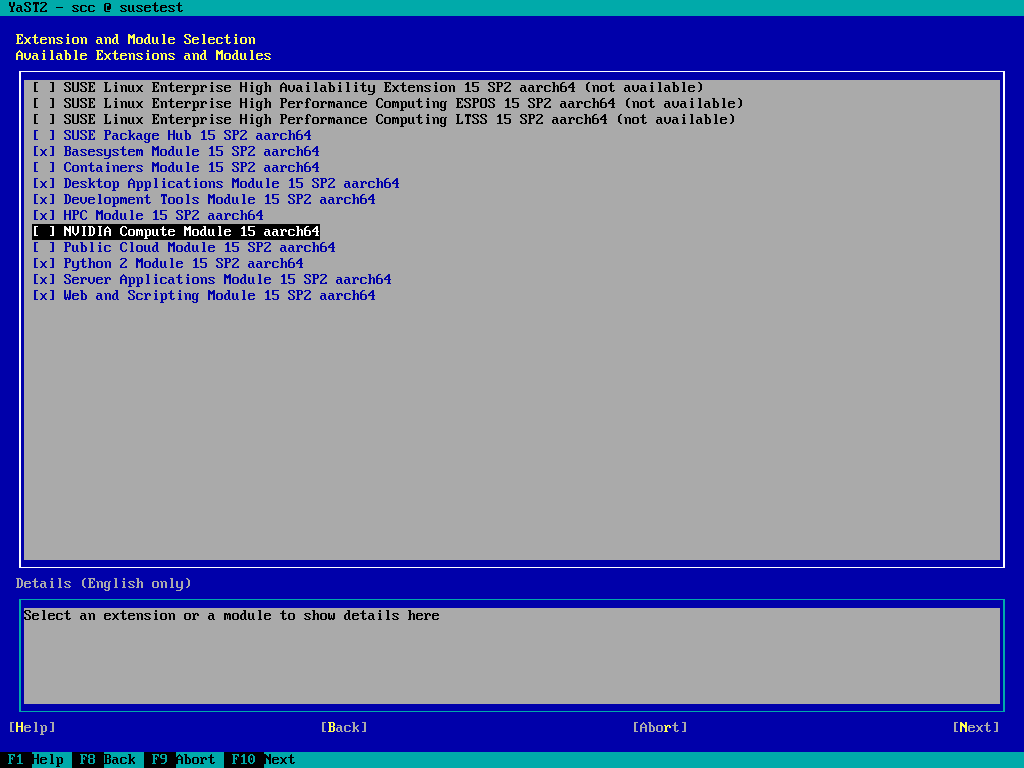 YaST2 - scc @ susetest
Extension and Module Selection
Available Extensions and Modules
[ ] SUSE Linux Enterprise High Availability Extension 15 SP2 aarch64 (not available)
[ ] SUSE Linux Enterprise High Performance Computing ESPOS 15 SP2 aarch64 (not available)
[ ] SUSE Linux Enterprise High Performance Computing LTSS 15 SP2 aarch64 (not available)
[ ] SUSE Package Hub 15 SP2 aarch64
[x] Basesystem Module 15 SP2 aarch64
[ ] Containers Module 15 SP2 aarch64
[x] Desktop Applications Module 15 SP2 aarch64
[x] Development Tools Module 15 SP2 aarch64
[x] HPC Module 15 SP2 aarch64
[ ] NVIDIA Compute Module 15 aarch64
[ ] Public Cloud Module 15 SP2 aarch64
[x] Python 2 Module 15 SP2 aarch64
[x] Server Applications Module 15 SP2 aarch64
[x] Web and Scripting Module 15 SP2 aarch64
Details (English only)
Select an extension or a module to show details here
[Help] [Back] [Abort] [Next]
F1 Help F8 Back F9 Abort F10 Next